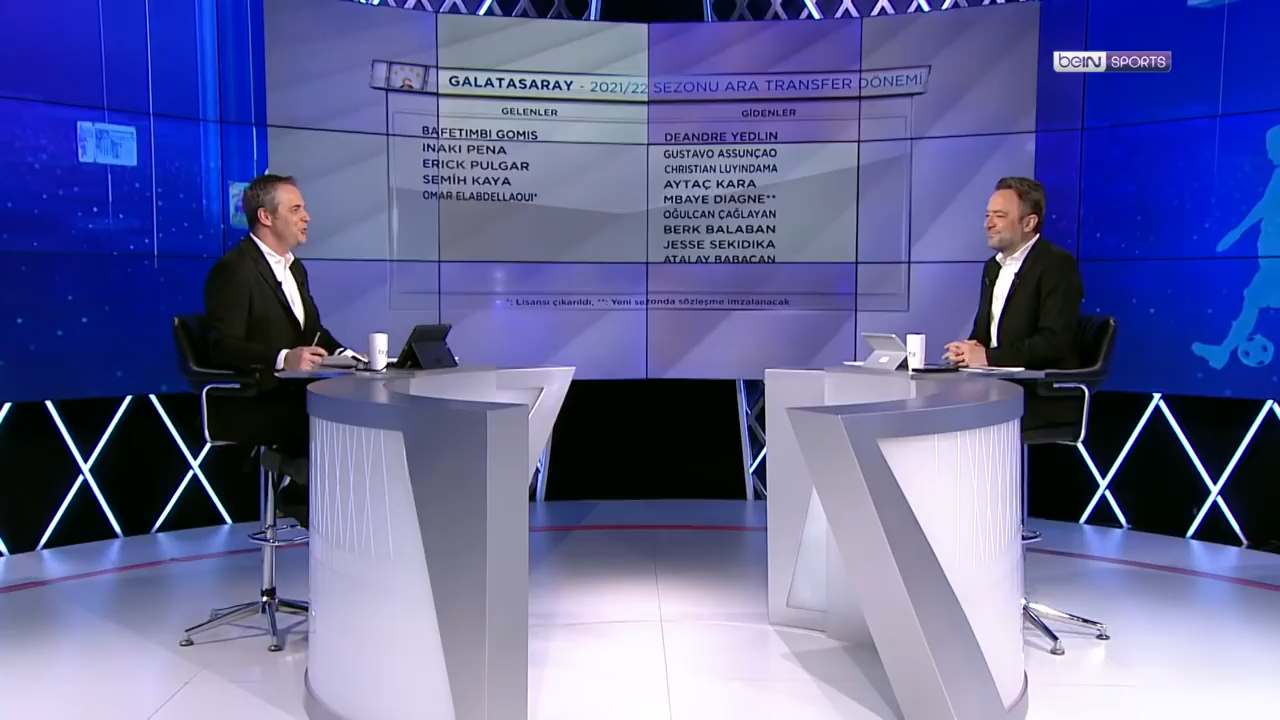 beIN SPORTS
GALATASARAY - 2021/22 SEZONU ARA TRANSFER DÖNEMİ
GELENLER
BAFETIMBI GOMIS
INAKI PENA
ERICK PULGAR
SEMİH KAYA
OMAR ELABDELLAOUI*
GİDENLER
DEANDRE YEDLIN
GUSTAVO ASSUNÇAO
CHRISTIAN LUYINDAMA
AYTAÇ KARA
MBAYE DIAGNE**
OĞULCAN ÇAĞLAYAN
BERK BALABAN
JESSE SEKIDIKA
ATALAY BABACAN
*: Lisansı çıkarıldı, **: Yeni sezonda sözleşme imzalanacak